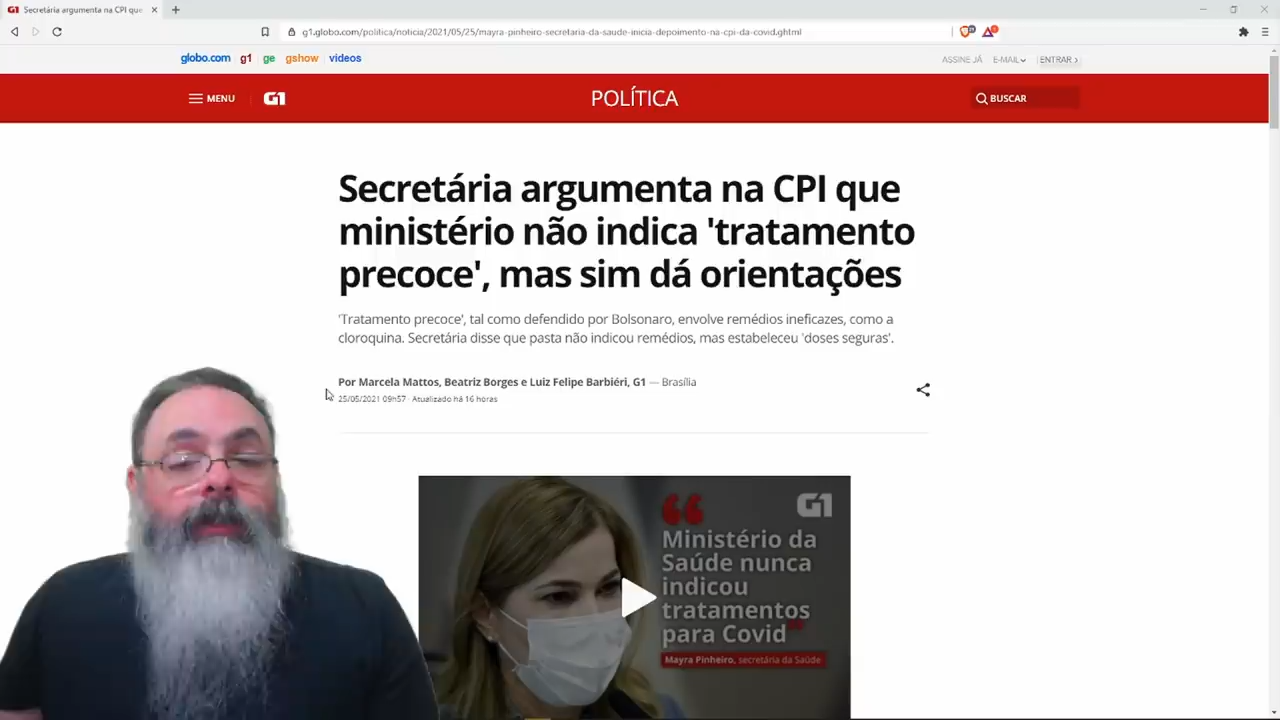 Secretária argumenta na CPI que
g1.globo.com/politica/noticia/2021/05/25/mayra-pinheiro-secretaria-da-saude-inicia-depoimento-na-cpi-da-covid.ghtml
globo.com g1 ge gshow videos
ASSINE JÁ E-MAIL ENTRAR
MENU G1 POLÍTICA BUSCAR
Secretária argumenta na CPI que
ministério não indica 'tratamento
precoce', mas sim dá orientações
'Tratamento precoce', tal como defendido por Bolsonaro, envolve remédios ineficazes, como a
cloroquina. Secretária disse que pasta não indicou remédios, mas estabeleceu 'doses seguras'.
Por Marcela Mattos, Beatriz Borges e Luiz Felipe Barbiéri, G1 — Brasília
25/05/2021 09h57 · Atualizado há 16 horas
G1
“Ministério da
Saúde nunca
indicou
tratamentos
para Covid”
Mayra Pinheiro, secretária da Saúde